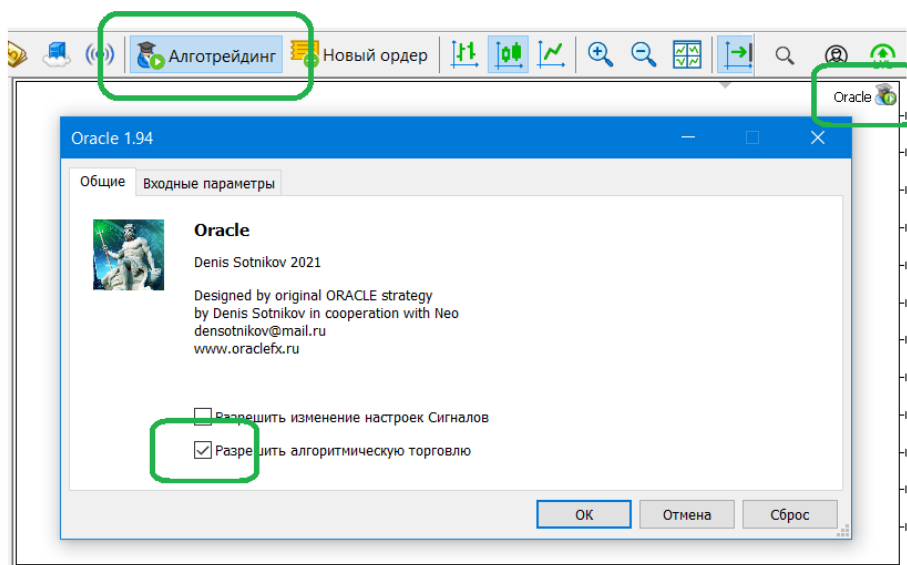 Алготрейдинг
Новый ордер
Oracle
Oracle 1.94
Общие
Входные параметры
Oracle
Denis Sotnikov 2021
Designed by original ORACLE strategy
by Denis Sotnikov in cooperation with Neo
densotnikov@mail.ru
www.oraclefx.ru
Разрешить изменение настроек Сигналов
Разрешить алгоритмическую торговлю
ОК
Отмена
Сброс